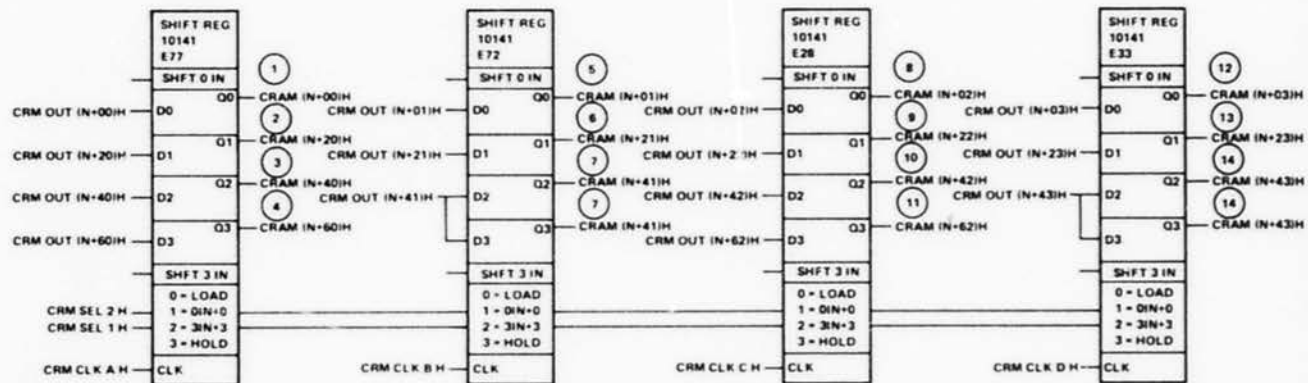 SHIFT REG
10141
E77
SHFT 0 IN
CRM OUT (N+00)H
D0
Q0
1
CRAM (N+00)H
CRM OUT (N+20)H
D1
Q1
2
CRAM (N+20)H
CRM OUT (N+40)H
D2
Q2
3
CRAM (N+40)H
CRM OUT (N+60)H
D3
Q3
4
CRAM (N+60)H
SHFT 3 IN
CRM SEL 2 H
CRM SEL 1 H
0 = LOAD
1 = 0IN+0
2 = 3IN+3
3 = HOLD
CRM CLK A H
CLK
SHIFT REG
10141
E72
SHFT 0 IN
CRM OUT (N+01)H
D0
Q0
5
CRAM (N+01)H
CRM OUT (N+21)H
D1
Q1
6
CRAM (N+21)H
CRM OUT (N+41)H
D2
Q2
7
CRAM (N+41)H
D3
Q3
7
CRAM (N+41)H
SHFT 3 IN
0 = LOAD
1 = 0IN+0
2 = 3IN+3
3 = HOLD
CRM CLK B H
CLK
SHIFT REG
10141
E28
SHFT 0 IN
CRM OUT
D0
Q0
8
CRAM (N+02)H
CRM OUT
D1
Q1
9
CRAM (N+22)H
CRM OUT (N+42)H
D2
Q2
10
CRAM (N+42)H
CRM OUT (N+62)H
D3
Q3
11
CRAM (N+62)H
SHFT 3 IN
0 = LOAD
1 = 0IN+0
2 = 3IN+3
3 = HOLD
CRM CLK C H
CLK
SHIFT REG
10141
E33
SHFT 0 IN
CRM OUT (N+03)H
D0
Q0
12
CRAM (N+03)H
CRM OUT (N+23)H
D1
Q1
13
CRAM (N+23)H
CRM OUT (N+43)H
D2
Q2
14
CRAM (N+43)H
D3
Q3
14
CRAM (N+43)H
SHFT 3 IN
0 = LOAD
1 = 0IN+0
2 = 3IN+3
3 = HOLD
CRM CLK D H
CLK